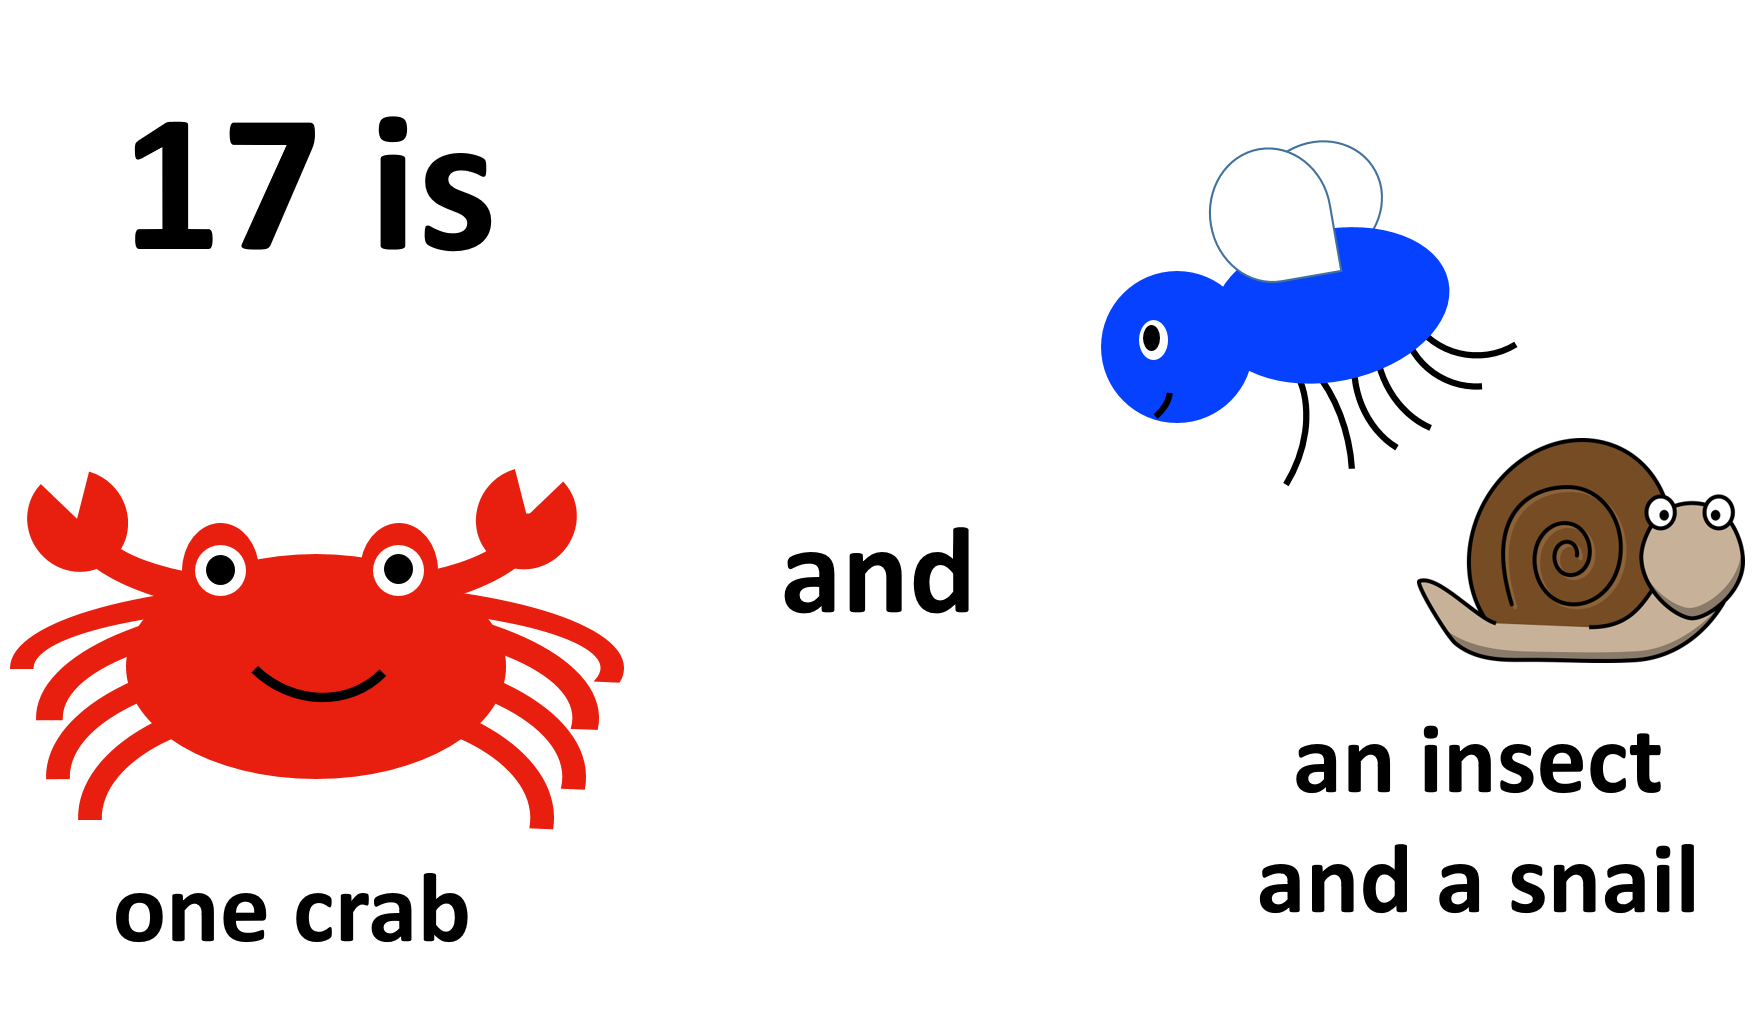 17 is
one crab
and
an insect
and a snail